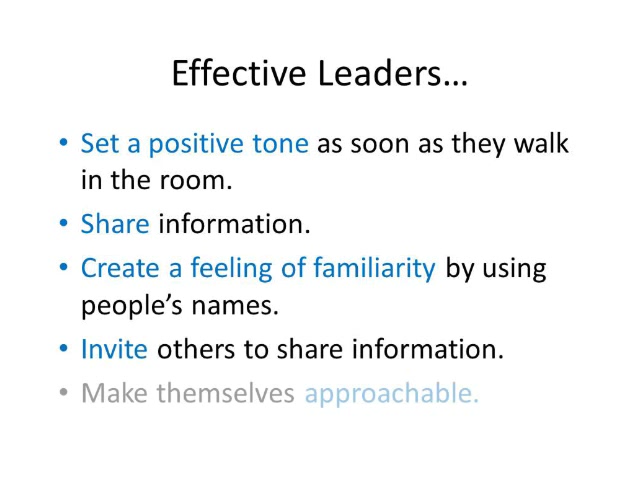 Effective Leaders…
• Set a positive tone as soon as they walk
in the room.
• Share information.
• Create a feeling of familiarity by using
people’s names.
• Invite others to share information.
• Make themselves approachable.